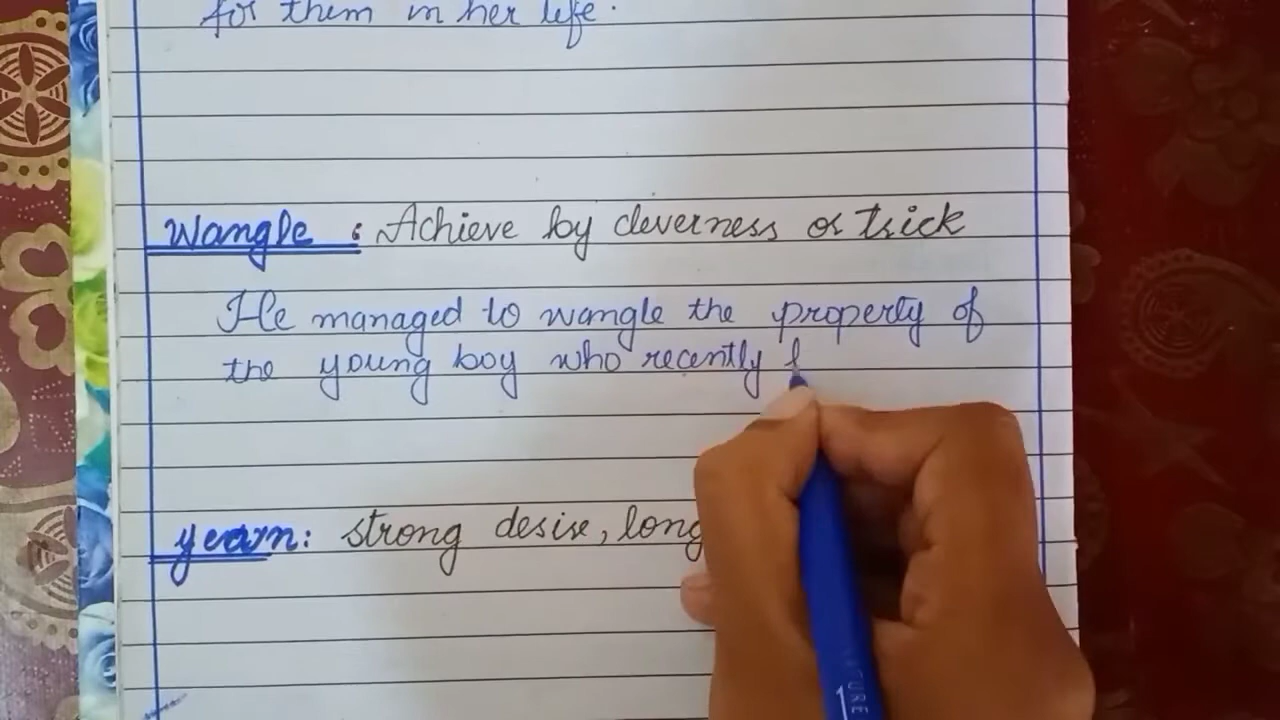 for them in her life.
Wangle : Achieve by cleverness or trick
He managed to wangle the property of
the young boy who recently
yearn: strong desire, long